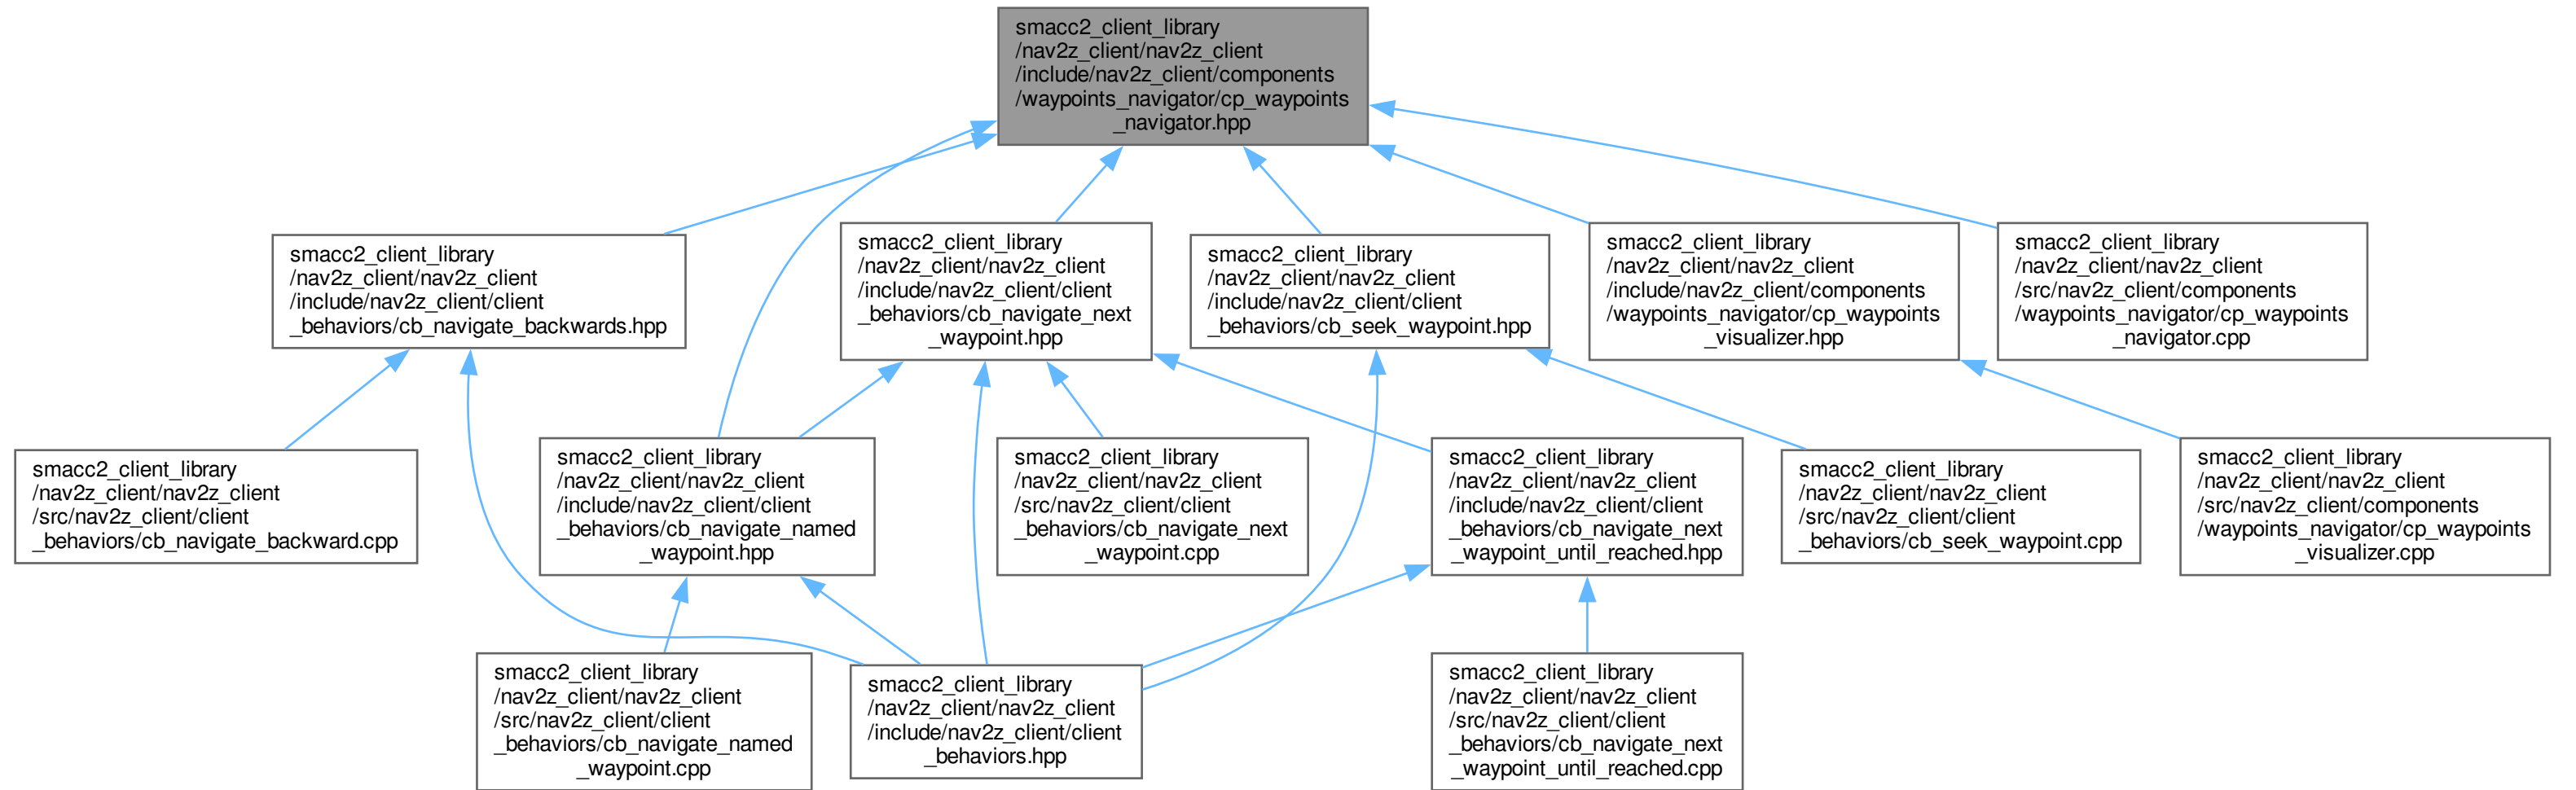 smacc2_client_library
/nav2z_client/nav2z_client
/include/nav2z_client/components
/waypoints_navigator/cp_waypoints
_navigator.hpp
smacc2_client_library
/nav2z_client/nav2z_client
/include/nav2z_client/client
_behaviors/cb_navigate_backwards.hpp
smacc2_client_library
/nav2z_client/nav2z_client
/include/nav2z_client/client
_behaviors/cb_navigate_next
_waypoint.hpp
smacc2_client_library
/nav2z_client/nav2z_client
/include/nav2z_client/client
_behaviors/cb_seek_waypoint.hpp
smacc2_client_library
/nav2z_client/nav2z_client
/include/nav2z_client/components
/waypoints_navigator/cp_waypoints
_visualizer.hpp
smacc2_client_library
/nav2z_client/nav2z_client
/src/nav2z_client/components
/waypoints_navigator/cp_waypoints
_navigator.cpp
smacc2_client_library
/nav2z_client/nav2z_client
/src/nav2z_client/client
_behaviors/cb_navigate_backward.cpp
smacc2_client_library
/nav2z_client/nav2z_client
/include/nav2z_client/client
_behaviors/cb_navigate_named
_waypoint.hpp
smacc2_client_library
/nav2z_client/nav2z_client
/src/nav2z_client/client
_behaviors/cb_navigate_next
_waypoint.cpp
smacc2_client_library
/nav2z_client/nav2z_client
/include/nav2z_client/client
_behaviors/cb_navigate_next
_waypoint_until_reached.hpp
smacc2_client_library
/nav2z_client/nav2z_client
/src/nav2z_client/client
_behaviors/cb_seek_waypoint.cpp
smacc2_client_library
/nav2z_client/nav2z_client
/src/nav2z_client/components
/waypoints_navigator/cp_waypoints
_visualizer.cpp
smacc2_client_library
/nav2z_client/nav2z_client
/src/nav2z_client/client
_behaviors/cb_navigate_named
_waypoint.cpp
smacc2_client_library
/nav2z_client/nav2z_client
/include/nav2z_client/client
_behaviors.hpp
smacc2_client_library
/nav2z_client/nav2z_client
/src/nav2z_client/client
_behaviors/cb_navigate_next
_waypoint_until_reached.cpp